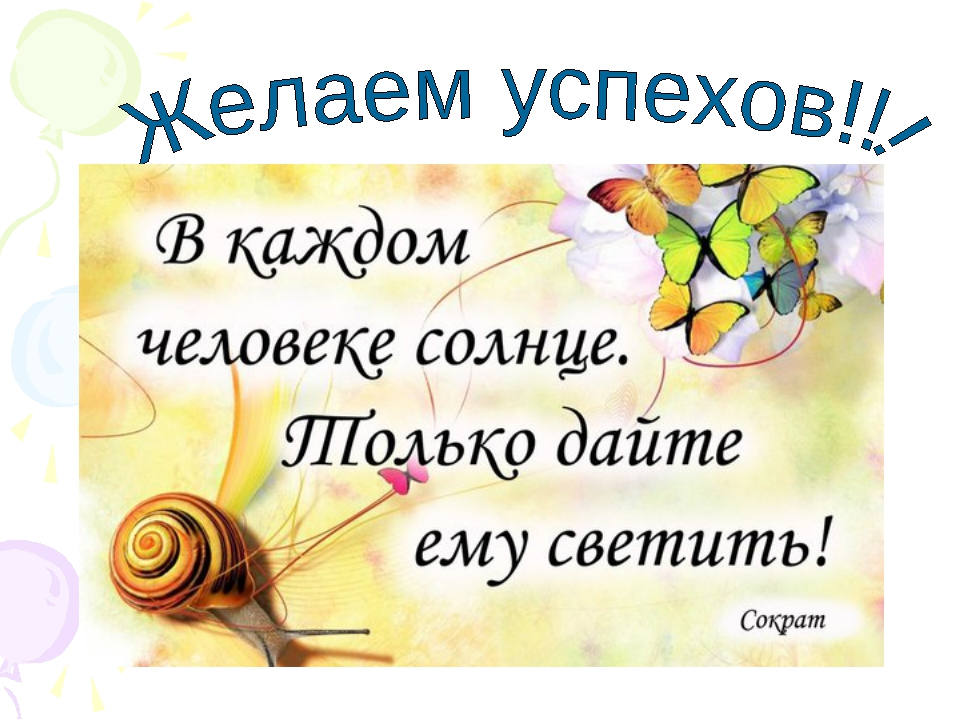 Желаем успехов!!!
В каждом
человеке солнце.
Только дайте
ему светить!
Сократ